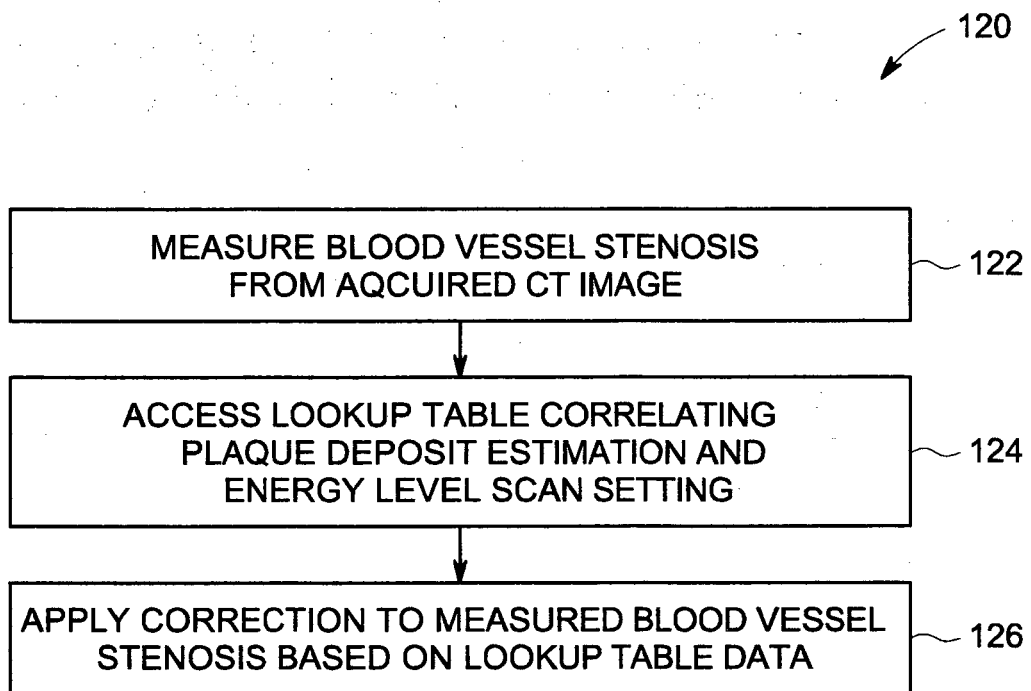 120
MEASURE BLOOD VESSEL STENOSIS
FROM AQCUIRED CT IMAGE
122
ACCESS LOOKUP TABLE CORRELATING
PLAQUE DEPOSIT ESTIMATION AND
ENERGY LEVEL SCAN SETTING
124
APPLY CORRECTION TO MEASURED BLOOD VESSEL
STENOSIS BASED ON LOOKUP TABLE DATA
126